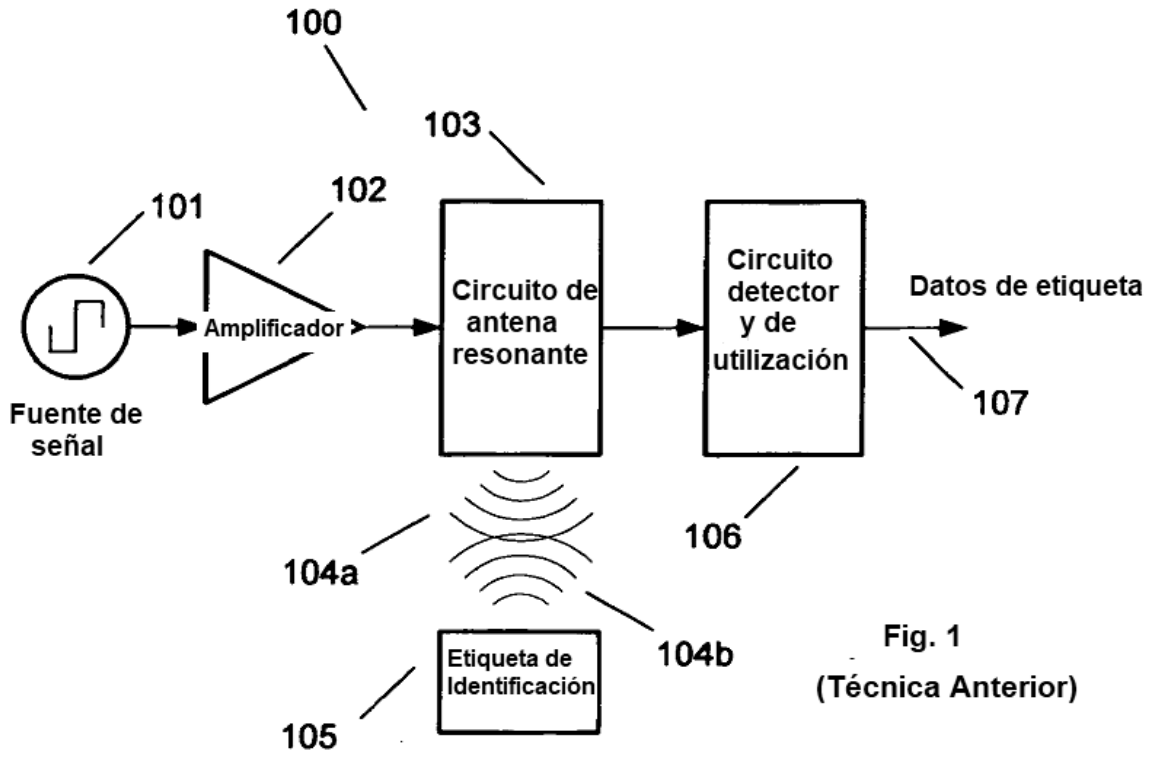 100
103
102
101
Circuito de
antena
resonante
Circuito
detector
y de
utilización
Datos de etiqueta
Amplificador
107
Fuente de
señal
106
104a
104b
Etiqueta de
Identificación
105
Fig. 1
(Técnica Anterior)